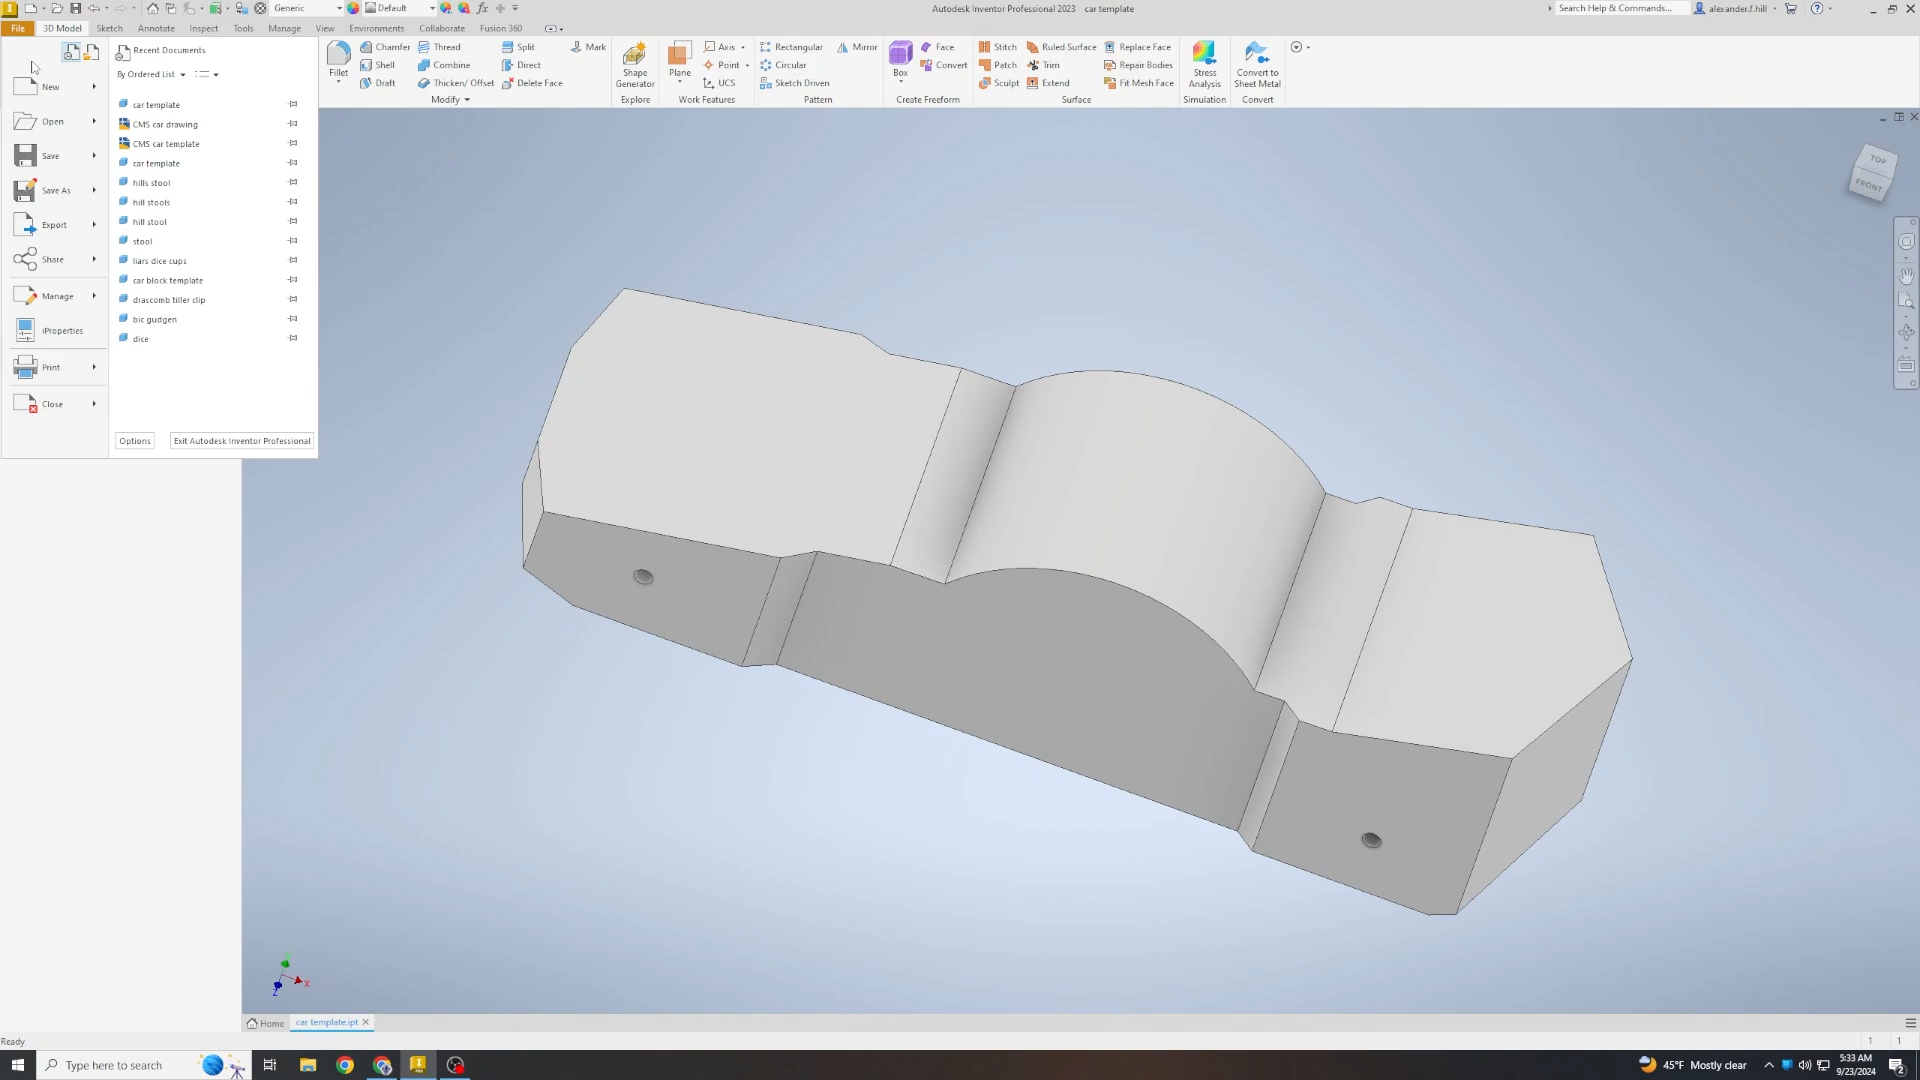 Generic
Default
Autodesk Inventor Professional 2023 car template
Search Help & Commands...
alexander.f.hill
File
3D Model
Sketch
Annotate
Inspect
Tools
Manage
View
Environments
Collaborate
Fusion 360
Recent Documents
By Ordered List
New
Open
Save
Save As
Export
Share
Manage
iProperties
Print
Close
car template
CMS car drawing
CMS car template
car template
hills stool
hill stools
hill stool
stool
liars dice cups
car block template
drascomb tiller clip
bic gudgen
dice
Options
Exit Autodesk Inventor Professional
Fillet
Chamfer
Shell
Draft
Thread
Combine
Thicken/ Offset
Split
Direct
Delete Face
Mark
Modify
Shape
Generator
Explore
Plane
Axis
Point
UCS
Work Features
Rectangular
Circular
Sketch Driven
Mirror
Pattern
Box
Face
Convert
Create Freeform
Stitch
Patch
Sculpt
Ruled Surface
Trim
Extend
Replace Face
Repair Bodies
Fit Mesh Face
Surface
Stress
Analysis
Simulation
Convert to
Sheet Metal
Convert
TOP
FRONT
X
Z
Home
car template.ipt
Ready
1 1
Type here to search
PRO
45°F Mostly clear
5:33 AM
9/23/2024
2